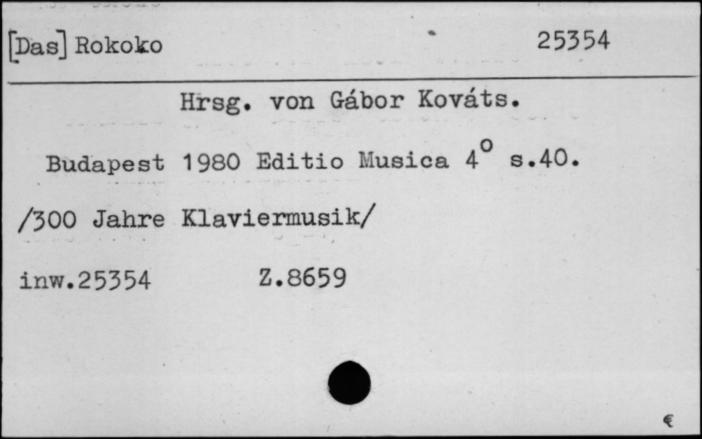 [Das] Rokoko 25354
Hrsg. von Gábor Kováts.
Budapest 1980 Editio Musica 4° s.40.
/300 Jahre Klaviermusik/
inw.25354 Z.8659
€